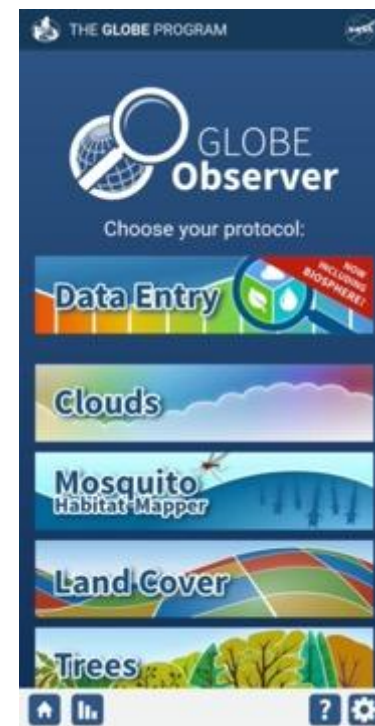 THE GLOBE PROGRAM
NASA
GLOBE
Observer
Choose your protocol:
Data Entry
NOW
INCLUDING
BIOSPHERE!
Clouds
Mosquito
Habitat Mapper
Land Cover
Trees
?